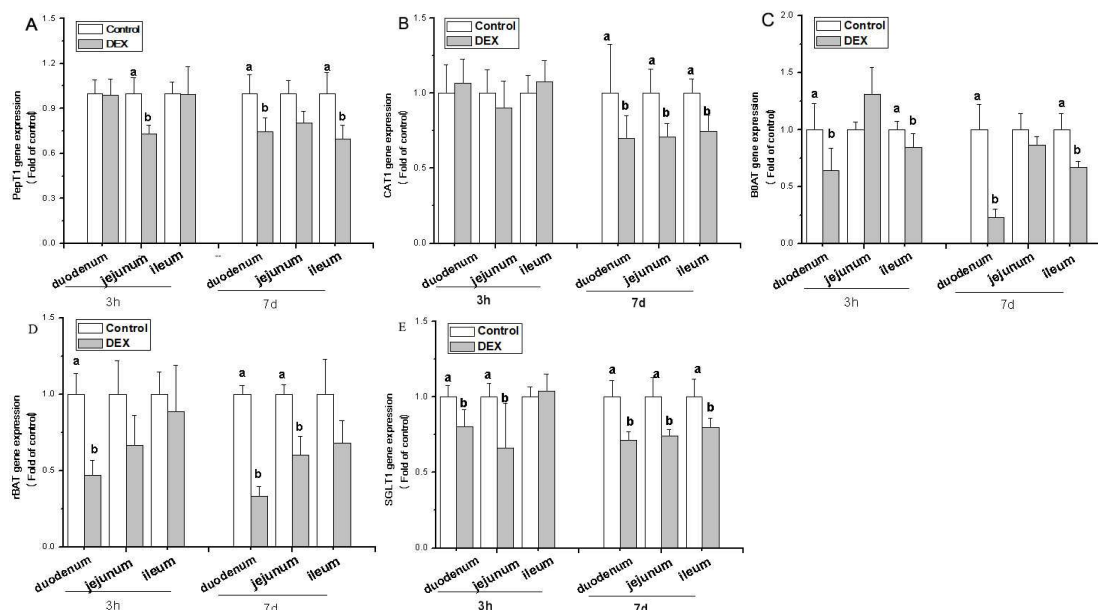 A
Control
DEX
PepT1 gene expression
( Fold of control)
1.5
1.2
0.9
0.6
0.3
0.0
a
b
a
b
a
b
duodenum
jejunum
ileum
--
duodenum
jejunum
ileum
3h
7d
B
Control
DEX
CAT1 gene expression
( Fold of control)
1.5
1.0
0.5
0.0
a
b
a
b
a
b
duodenum
jejunum
ileum
duodenum
jejunum
ileum
3h
7d
C
Control
DEX
B0AT gene expression
( Fold of control)
2.0
1.5
1.0
0.5
0.0
a
b
a
b
a
b
a
b
duodenum
jejunum
ileum
duodenum
jejunum
ileum
3h
7d
D
Control
DEX
rBAT gene expression
( Fold of control)
1.5
1.0
0.5
0.0
a
b
a
b
a
b
duodenum
jejunum
ileum
duodenum
jejunum
ileum
3h
7d
E
Control
DEX
SGLT1 gene expression
( Fold of control)
1.5
1.0
0.5
0.0
a
b
a
b
a
b
a
b
a
b
duodenum
jejunum
ileum
duodenum
jejunum
ileum
3h
7d